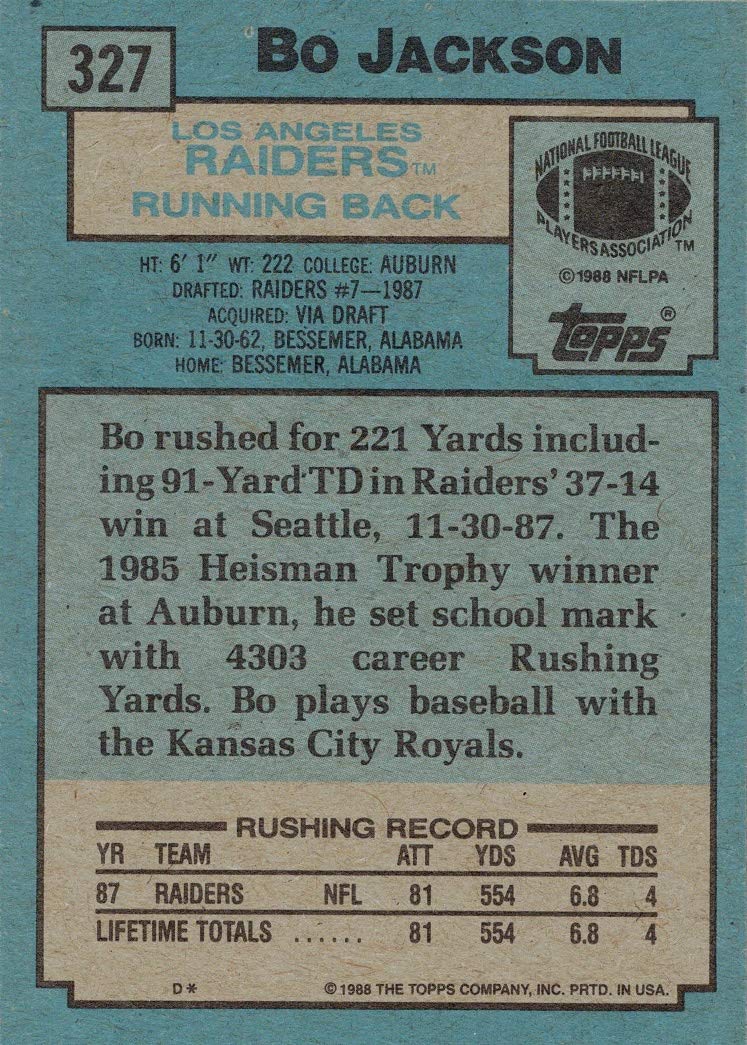 327
BO JACKSON
LOS ANGELES
RAIDERS™
RUNNING BACK
NATIONAL FOOTBALL LEAGUE
PLAYERS ASSOCIATION™
©1988 NFLPA
Topps®
HT: 6' 1" WT: 222 COLLEGE: AUBURN
DRAFTED: RAIDERS #7—1987
ACQUIRED: VIA DRAFT
BORN: 11-30-62, BESSEMER, ALABAMA
HOME: BESSEMER, ALABAMA
Bo rushed for 221 Yards includ-
ing 91-Yard TD in Raiders' 37-14
win at Seattle, 11-30-87. The
1985 Heisman Trophy winner
at Auburn, he set school mark
with 4303 career Rushing
Yards. Bo plays baseball with
the Kansas City Royals.
RUSHING RECORD
YR TEAM ATT YDS AVG TDS
87 RAIDERS NFL 81 554 6.8 4
LIFETIME TOTALS ...... 81 554 6.8 4
D* ©1988 THE TOPPS COMPANY, INC. PRTD. IN USA.